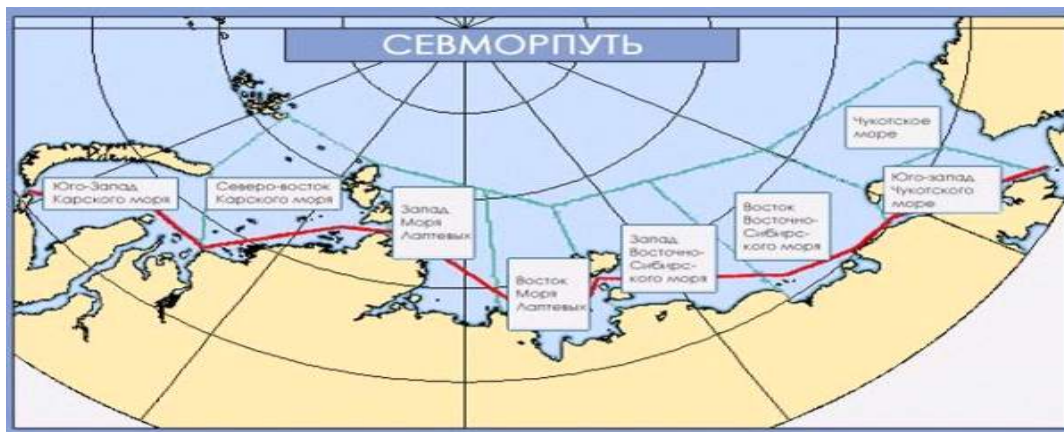 СЕВМОРПУТЬ
Чукотское
море
Юго-Запад
Карского моря
Северо-восток
Карского моря
Запад
Моря
Лаптевых
Восток
Моря
Лаптевых
Запад
Восточно-
Сибирс-
кого моря
Восток
Восточно-
Сибирс-
кого моря
Юго-запад
Чукотского
море